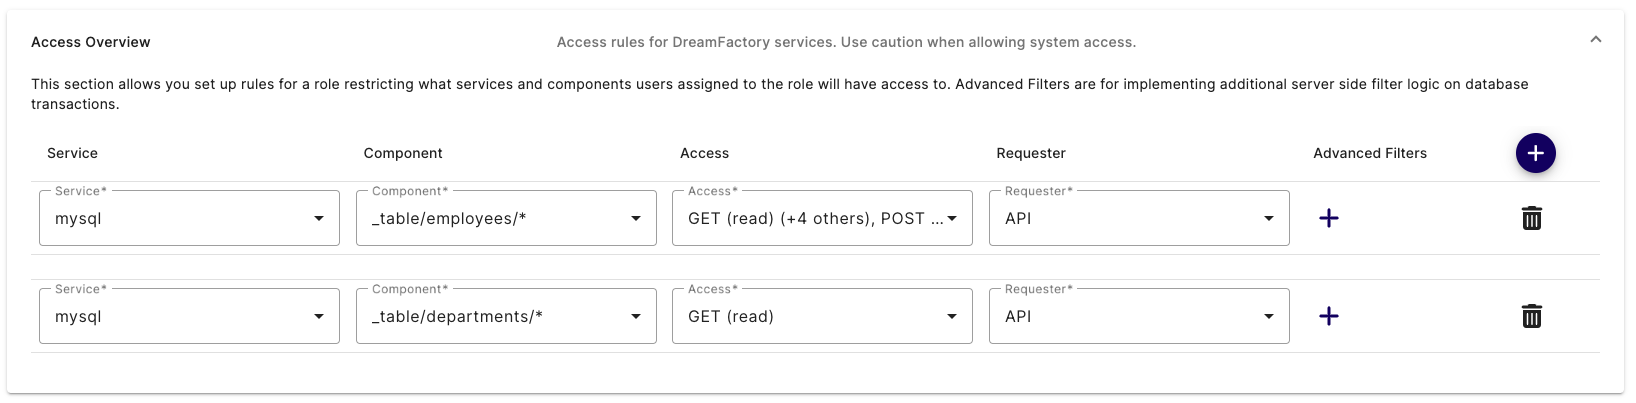 Access Overview
Access rules for DreamFactory services. Use caution when allowing system access.
This section allows you set up rules for a role restricting what services and components users assigned to the role will have access to. Advanced Filters are for implementing additional server side filter logic on database
transactions.
Service Component Access Requester Advanced Filters
Service* Component* Access* Requester*
mysql _table/employees/* GET (read) (+4 others), POST ... API
Service* Component* Access* Requester*
mysql _table/departments/* GET (read) API